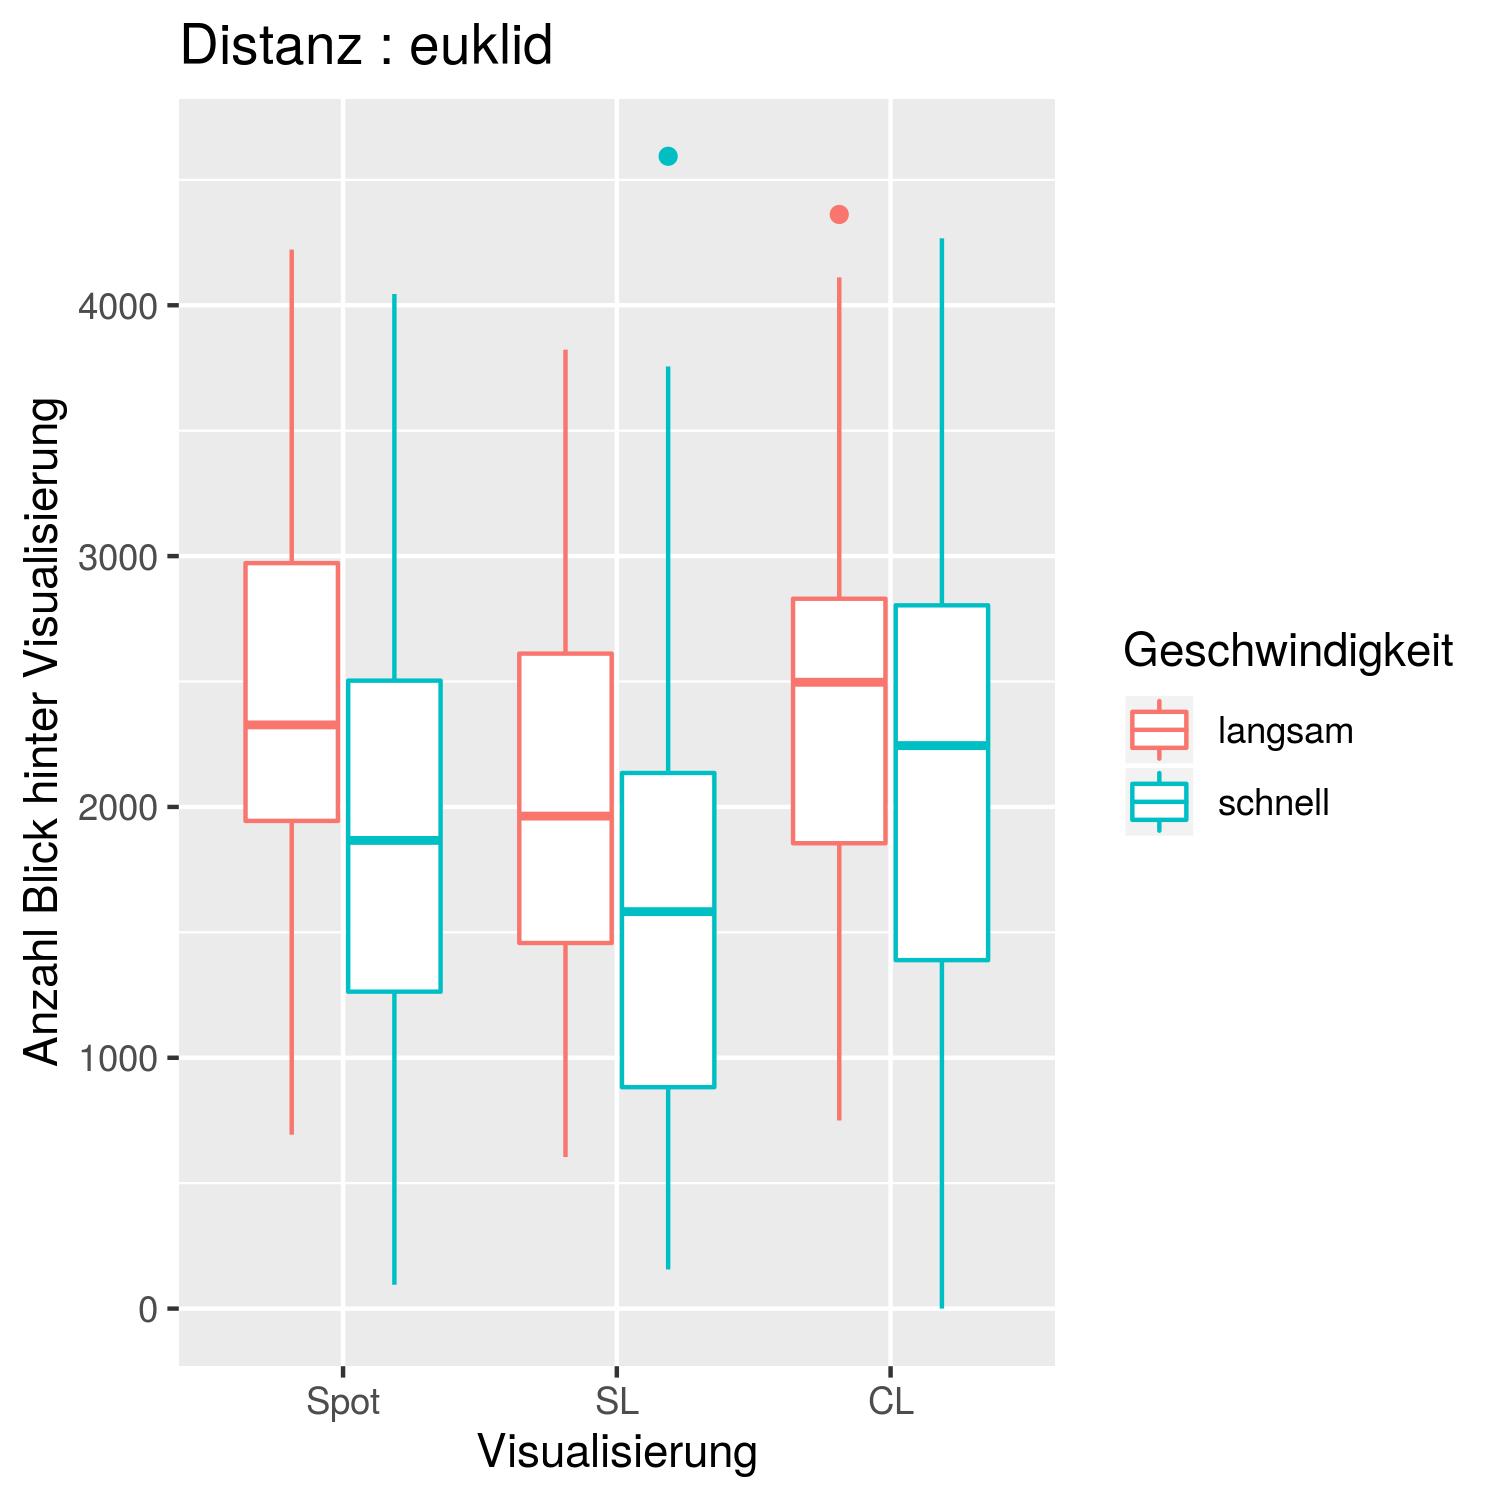 Distanz : euklid
Anzahl Blick hinter Visualisierung
4000
3000
2000
1000
0
Spot
SL
CL
Visualisierung
Geschwindigkeit
langsam
schnell